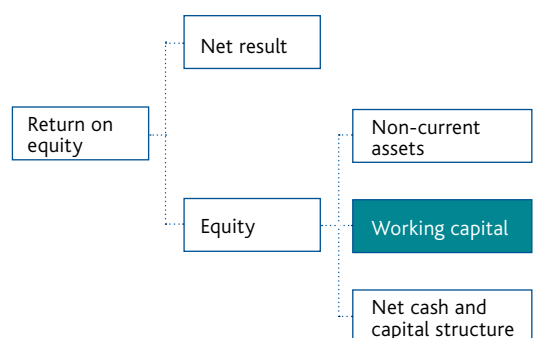 Net result
Return on
equity
Non-current
assets
Equity
Working capital
Net cash and
capital structure